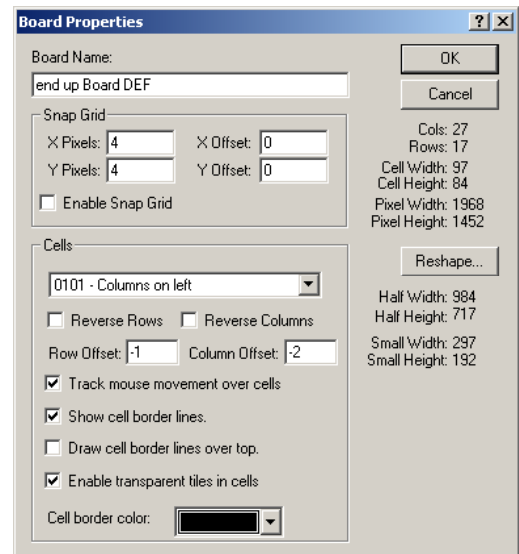 Board Properties
Board Name:
end up Board DEF
Snap Grid
X Pixels: 4 X Offset: 0
Y Pixels: 4 Y Offset: 0
Enable Snap Grid
Cells
0101 - Columns on left
Reverse Rows Reverse Columns
Row Offset: -1 Column Offset: -2
Track mouse movement over cells
Show cell border lines.
Draw cell border lines over top.
Enable transparent tiles in cells
Cell border color:
OK
Cancel
Cols: 27
Rows: 17
Cell Width: 97
Cell Height: 84
Pixel Width: 1968
Pixel Height: 1452
Reshape...
Half Width: 984
Half Height: 717
Small Width: 297
Small Height: 192